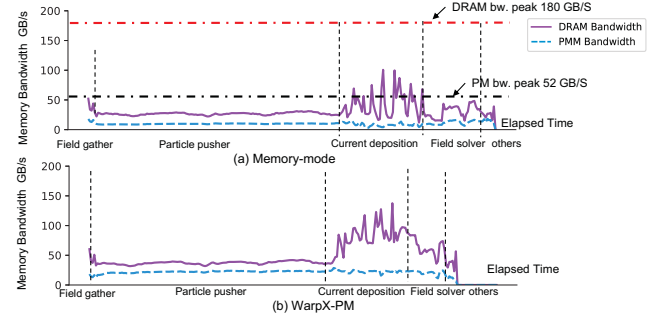 DRAM bw. peak 180 GB/S
DRAM Bandwidth
PMM Bandwidth
Memory Bandwidth GB/s
200
150
100
50
0
PM bw. peak 52 GB/S
Elapsed Time
Field gather Particle pusher Current deposition Field solver others
(a) Memory-mode
Memory Bandwidth GB/s
200
150
100
50
0
Elapsed Time
Field gather Particle pusher Current deposition Field solver others
(b) WarpX-PM